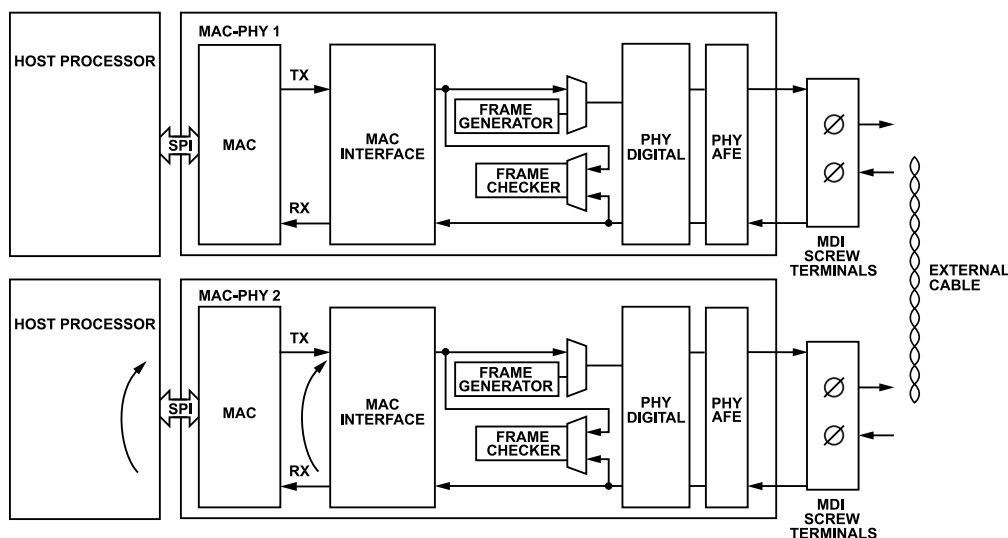 MAC-PHY 1
HOST PROCESSOR
TX
FRAME
GENERATOR
MAC
INTERFACE
PHY
DIGITAL
PHY
AFE
SPI
MAC
FRAME
CHECKER
RX
MDI
SCREW
TERMINALS
EXTERNAL
CABLE
MAC-PHY 2
HOST PROCESSOR
TX
FRAME
GENERATOR
MAC
INTERFACE
PHY
DIGITAL
PHY
AFE
SPI
MAC
FRAME
CHECKER
RX
MDI
SCREW
TERMINALS